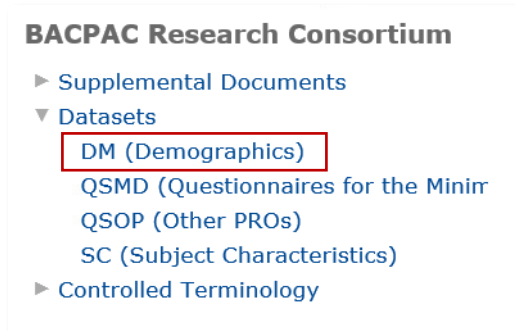 BACPAC Research Consortium
Supplemental Documents
Datasets
DM (Demographics)
QSMD (Questionnaires for the Minim
QSOP (Other PROs)
SC (Subject Characteristics)
Controlled Terminology